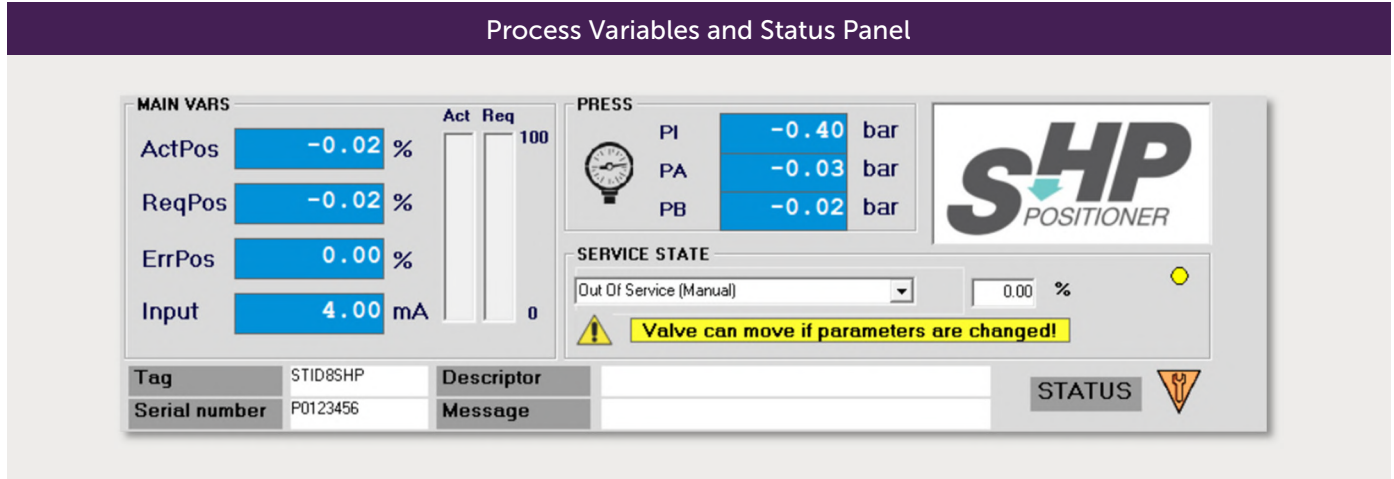 Process Variables and Status Panel
MAIN VARS
Act Req
ActPos -0.02 %
100
ReqPos -0.02 %
ErrPos 0.00 %
Input 4.00 mA
0
PRESS
PI -0.40 bar
PA -0.03 bar
PB -0.02 bar
SHP
POSITIONER
SERVICE STATE
Out Of Service (Manual) 0.00 %
Valve can move if parameters are changed!
Tag STID8SHP Descriptor
Serial number P0123456 Message
STATUS